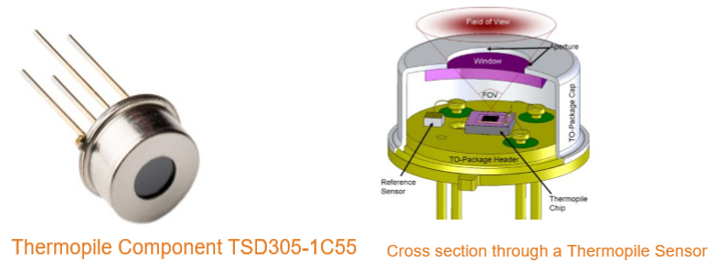 Field of View
Aperture
Window
FOV
TO-Package Cap
TO-Package Header
Reference
Sensor
Thermopile
Chip
Thermopile Component TSD305-1C55
Cross section through a Thermopile Sensor